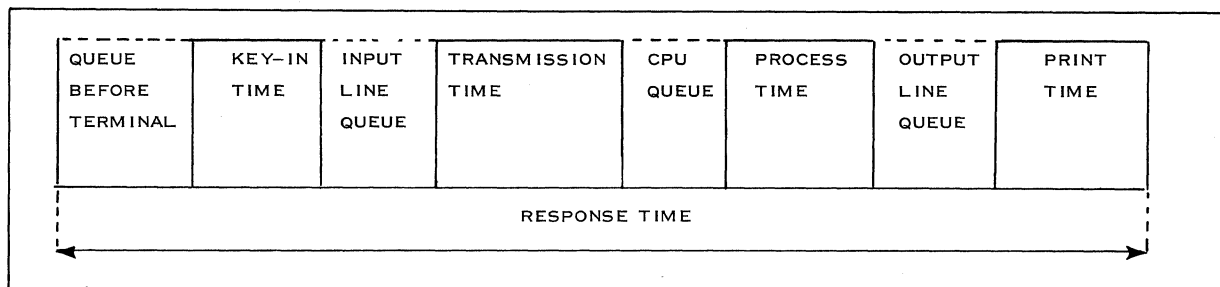 QUEUE BEFORE TERMINAL
KEY-IN TIME
INPUT LINE QUEUE
TRANSMISSION TIME
CPU QUEUE
PROCESS TIME
OUTPUT LINE QUEUE
PRINT TIME
RESPONSE TIME